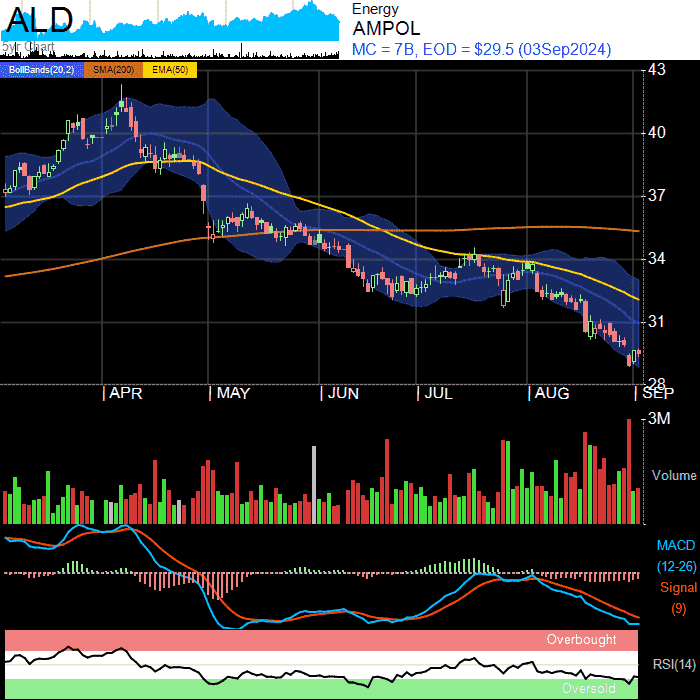 ALD
5yr Chart
Energy
AMPOL
MC = 7B, EOD = $29.5 (03Sep2024)
BollBands(20,2) SMA(200) EMA(50)
43
40
37
34
31
28
APR MAY JUN JUL AUG SEP
3M
Volume
MACD
(12-26)
Signal
(9)
Overbought
RSI(14)
Oversold